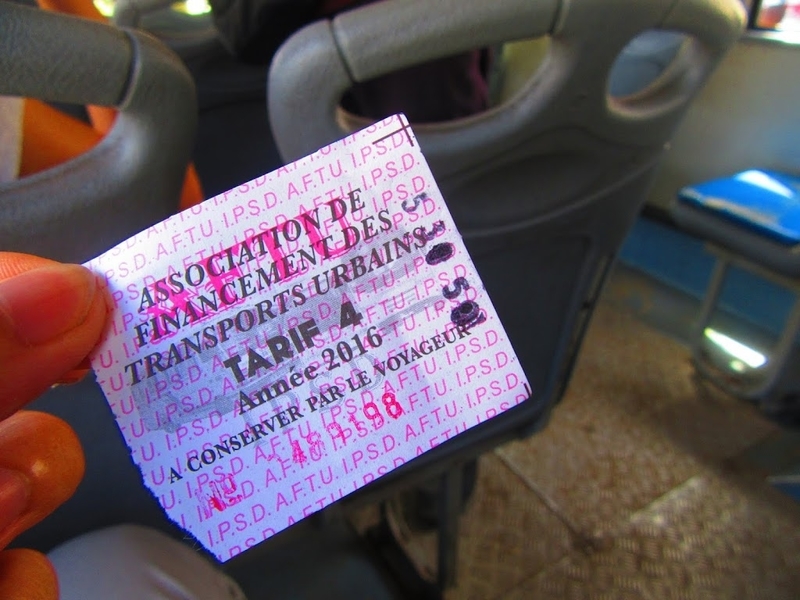 ASSOCIATION DE
FINANCEMENT DES
TRANSPORTS URBAINS
TARIF 4
Année 2016
A CONSERVER PAR LE VOYAGEUR
I.P.S.D. A.F.T.U. I.P.S.D. A.F.T.U. I.P.S.D.